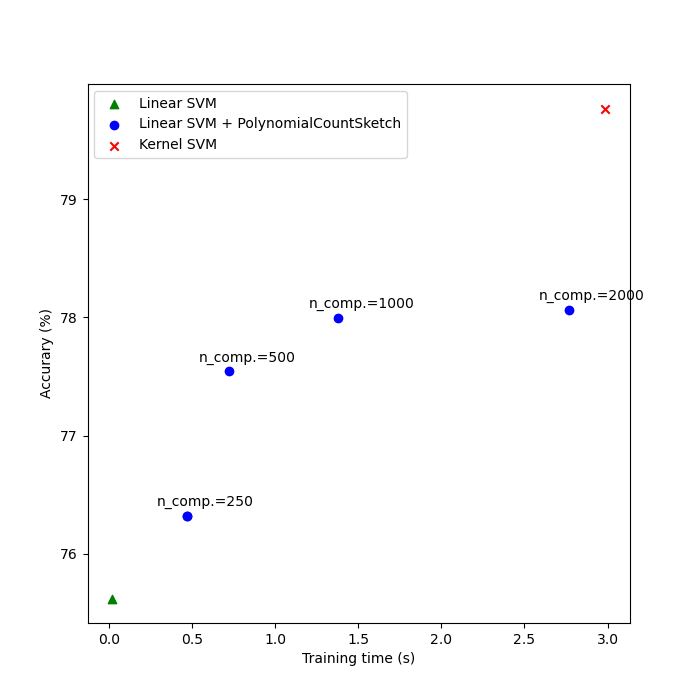 Linear SVM
Linear SVM + PolynomialCountSketch
Kernel SVM
79
78
77
76
Accurary (%)
n_comp.=2000
n_comp.=1000
n_comp.=500
n_comp.=250
0.0 0.5 1.0 1.5 2.0 2.5 3.0
Training time (s)